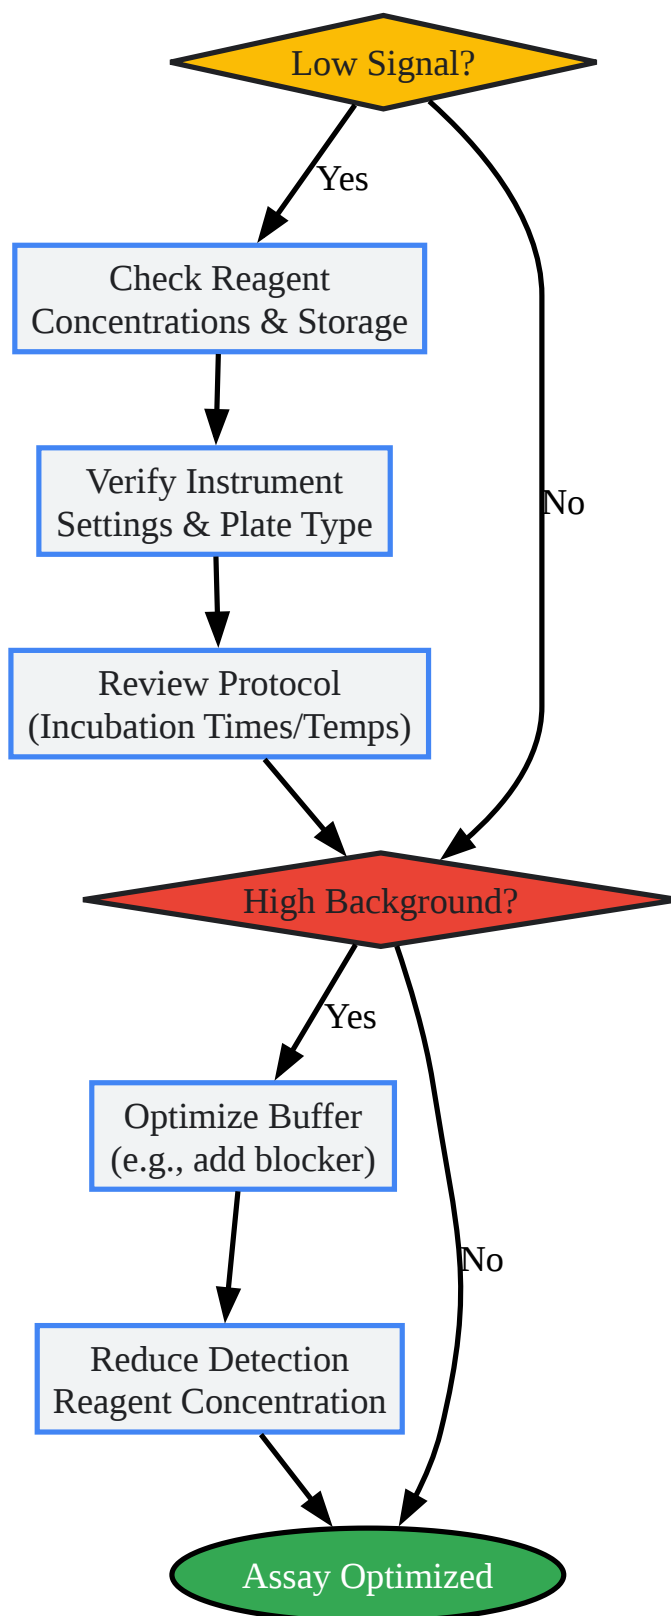 Low Signal?
Yes
Check Reagent
Concentrations & Storage
Verify Instrument
Settings & Plate Type
No
Review Protocol
(Incubation Times/Temps)
High Background?
Yes
Optimize Buffer
(e.g., add blocker)
No
Reduce Detection
Reagent Concentration
Assay Optimized